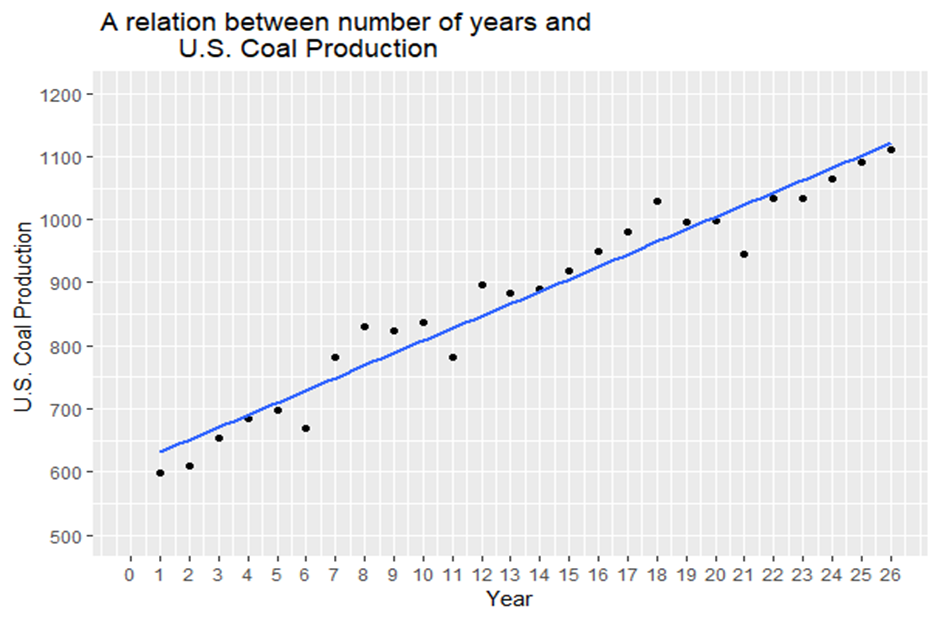 A relation between number of years and
U.S. Coal Production
U.S. Coal Production
1200
1100
1000
900
800
700
600
500
0 1 2 3 4 5 6 7 8 9 10 11 12 13 14 15 16 17 18 19 20 21 22 23 24 25 26
Year